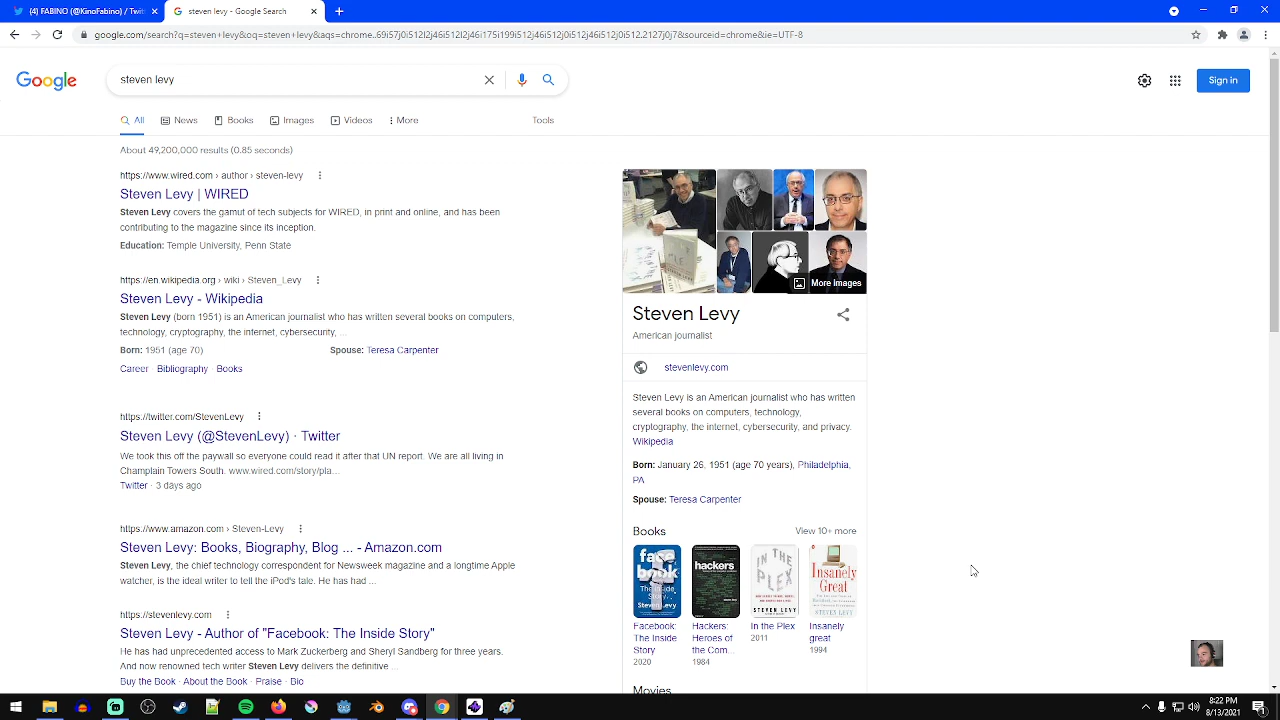 (4) FABINO (@KinoFabino) / Twitt
steven levy - Google Search
google.com/search?q=steven+levy&oq=steven+levy&aqs=chrome..69i57j0i512l2j46i512l2j46i175i199i512j46i512j0i512j46i512j0i512.2127j0j7&sourceid=chrome&ie=UTF-8
Google
steven levy
Sign in
All
News
Books
Images
Videos
More
Tools
About 49,200,000 results (0.85 seconds)
https://www.wired.com › author › steven-levy
Steven Levy | WIRED
Steven Levy covers the gamut of tech subjects for WIRED, in print and online, and has been
contributing to the magazine since its inception.
Education: Temple University, Penn State
https://en.wikipedia.org › wiki › Steven_Levy
Steven Levy - Wikipedia
Steven Levy (born 1951) is an American journalist who has written several books on computers,
technology, cryptography, the internet, cybersecurity, ...
Born: 1951 (age 70)
Spouse: Teresa Carpenter
Career · Bibliography · Books
https://twitter.com/StevenLevy
Steven Levy (@StevenLevy) · Twitter
We took this off the paywall so everyone could read it after that UN report. We are all living in
Champlain Towers South. www.wired.com/story/pla...
Twitter · 3 days ago
https://www.amazon.com › Steven-Levy
Steven Levy: Books, Biography, Blog ... - Amazon.com
Steven Levy, the chief technology correspondent for Newsweek magazine and a longtime Apple
watcher, the ideal writer to tell the iPod's tale. He has had ...
https://www.stevenlevy.com
Steven Levy - Author of "Facebook: The Inside Story"
He has had unprecedented access to Mark Zuckerberg and Sheryl Sandberg for three years.
And now renowned tech writer Steven Levy delivers the definitive ...
Buy the Book · About the Book · Praise · Bio
More images
Steven Levy
American journalist
stevenlevy.com
Steven Levy is an American journalist who has written
several books on computers, technology,
cryptography, the internet, cybersecurity, and privacy.
Wikipedia
Born: January 26, 1951 (age 70 years), Philadelphia,
PA
Spouse: Teresa Carpenter
Books
View 10+ more
face
book
The Inside
Story
Steven Levy
hackers
IN THE
PLEX
STEVEN LEVY
Insanely
Great
STEVEN LEVY
Facebook:
The Inside
Story
2020
Hackers:
Heroes of
the Com...
1984
In the Plex
2011
Insanely
great
1994
Movies
8:22 PM
8/13/2021